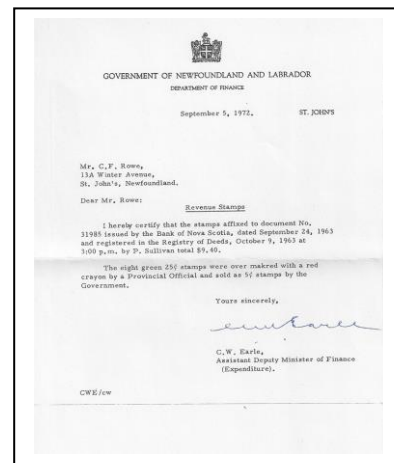 GOVERNMENT OF NEWFOUNDLAND AND LABRADOR
DEPARTMENT OF FINANCE
September 5, 1972,
ST. JOHN'S
Mr. C.F. Rowe,
13A Winter Avenue,
St. John's, Newfoundland.
Dear Mr. Rowe:
Revenue Stamps
I hereby certify that the stamps affixed to document No.
31985 issued by the Bank of Nova Scotia, dated September 24, 1963
and registered in the Registry of Deeds, October 9, 1963 at
3:00 p.m. by P. Sullivan total $9.40.
The eight green 25¢ stamps were over makred with a red
crayon by a Provincial Official and sold as 5¢ stamps by the
Government.
Yours sincerely,
C.W. Earle,
Assistant Deputy Minister of Finance
(Expenditure).
CWE/cw